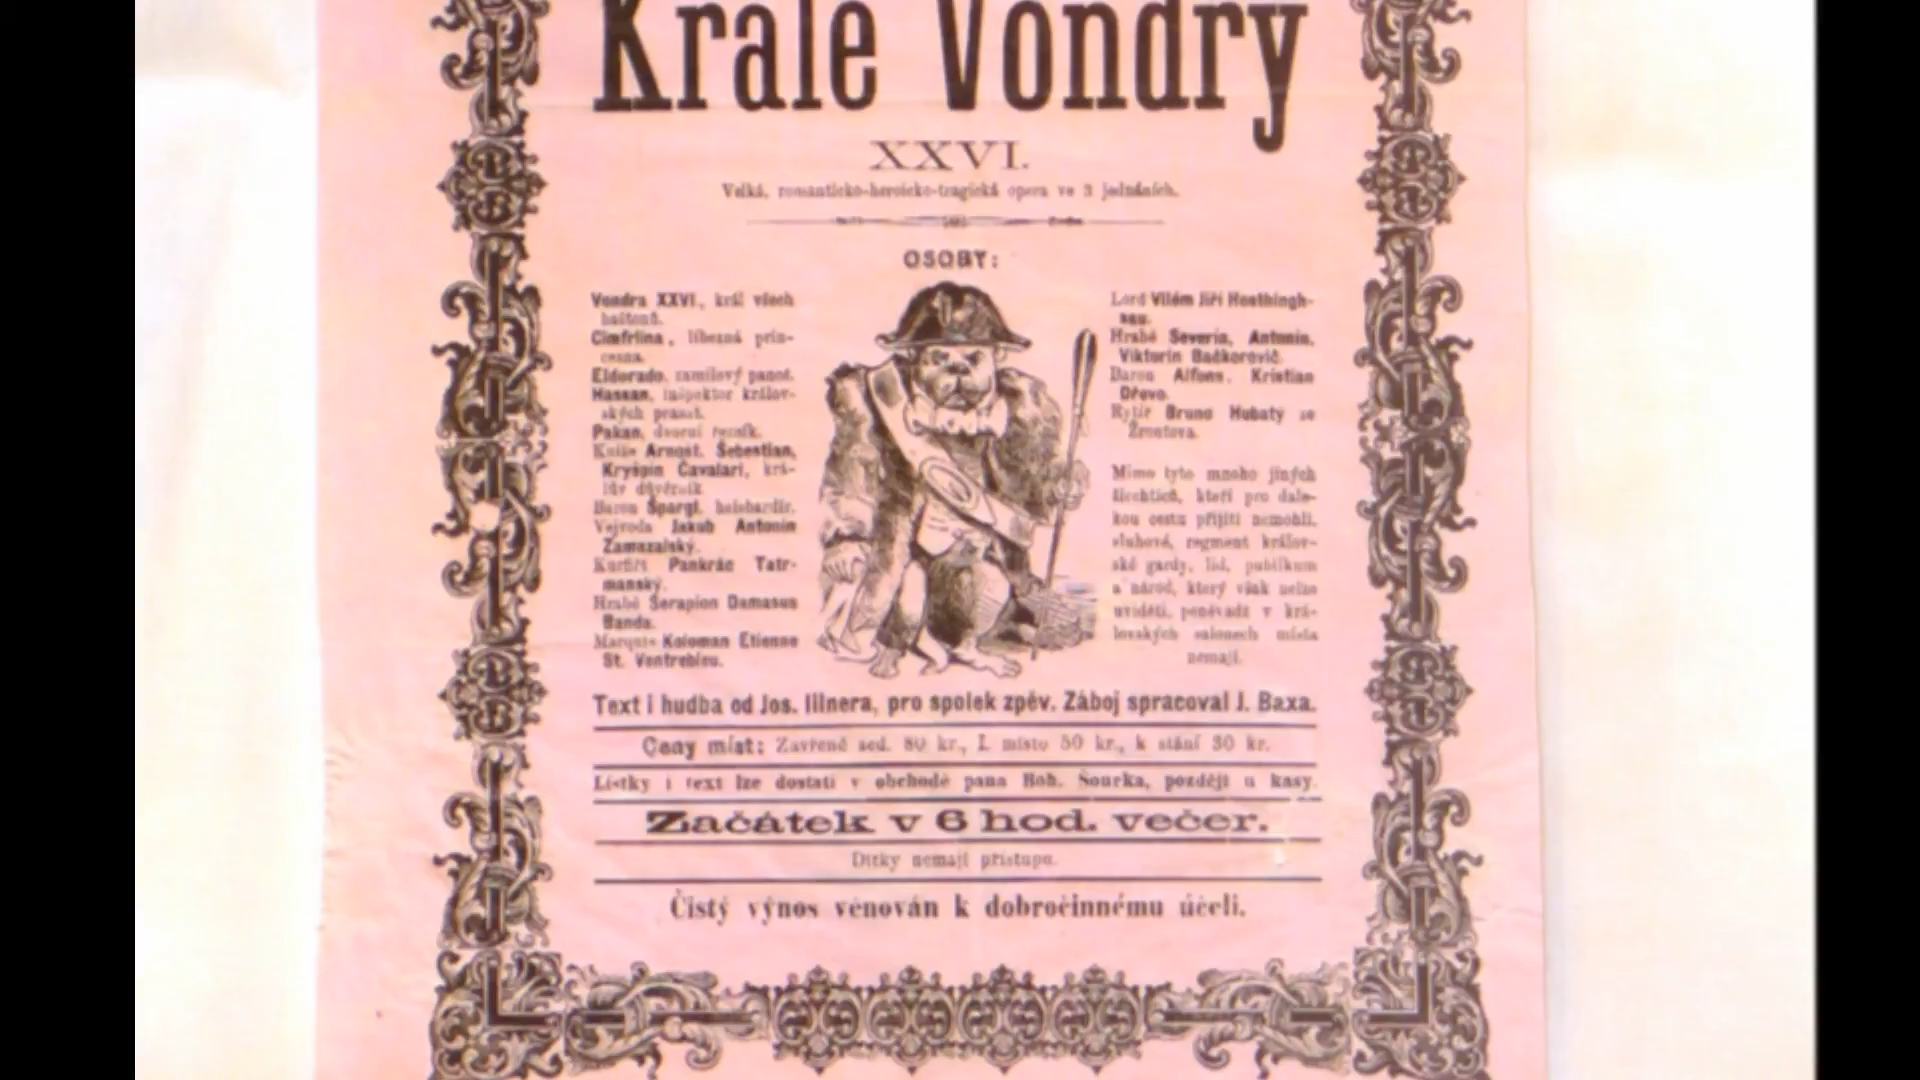 Krále Vondry
XXVI.
Velká, romanticko-heroicko-tragická opera ve 3 jednáních.
OSOBY:
Vondra XXVI., král všech
baštonů.
Cimfrlina, líbezná prin-
cesna.
Eldorado, zamilový panoš.
Hassan, inspektor králov-
ských prasat.
Pakan, dvorní řezník.
Kníže Arnošt, Šebestian,
Kryšpín Cavalari, krá-
lův důvěrník.
Baron Špargl, halabardír.
Vejvoda Jakub Antonín
Zamazalský.
Kurfiřt Pankrác Tatr-
manský.
Hrabě Serapion Damasus
Banda.
Marquis Koloman Etienne
St. Ventrebleu.
Lord Vilém Jiří
Hrabě Severin, Antonín,
Viktorin Bačkorovič.
Baron Alfons, Kristian
Dřevo.
Rytíř Bruno Hubatý ze
Žrontova.
Mimo tyto mnoho jiných
šlechticů, kteří pro dale-
kou cestu přijíti nemohli,
sluhové, regment králov-
ské gardy, lid, publikum
a národ, který však nelze
uviděti, poněvadž v krá-
lovských salonech místa
nemají.
Text i hudba od Jos. Illnera, pro spolek zpěv. Záboj spracoval J. Baxa.
Ceny míst: Zavřené sed. 80 kr., I. místo 50 kr., k stání 30 kr.
Lístky i text lze dostati v obchodě pana Boh. Šourka, později u kasy.
Začátek v 6 hod. večer.
Dítky nemají přístupu.
Čistý výnos věnován k dobročinnému účeli.